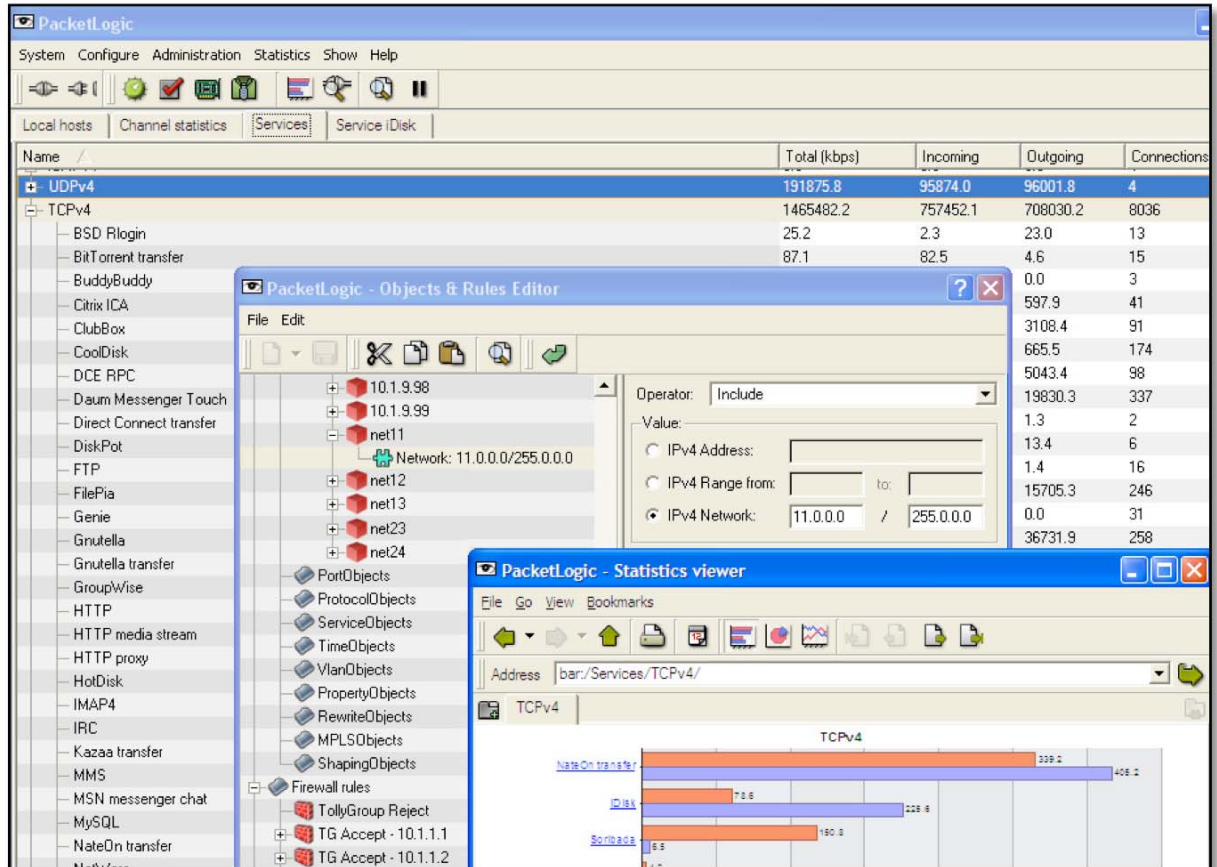 PacketLogic
System Configure Administration Statistics Show Help
Local hosts Channel statistics Services Service iDisk
Name Total (kbps) Incoming Outgoing Connections
UDPv4 191875.8 95874.0 96001.8 4
TCPv4 1465482.2 757452.1 708030.2 8036
BSD Rlogin 25.2 2.3 23.0 13
BitTorrent transfer 87.1 82.5 4.6 15
BuddyBuddy 0.0 3
Citrix ICA 597.9 41
ClubBox 3108.4 91
CoolDisk 665.5 174
DCE RPC 5043.4 98
Daum Messenger Touch 19830.3 337
Direct Connect transfer 1.3 2
DiskPot 13.4 6
FTP 1.4 16
FilePia 15705.3 246
Genie 0.0 31
Gnutella 36731.9 258
Gnutella transfer
GroupWise
HTTP
HTTP media stream
HTTP proxy
HotDisk
IMAP4
IRC
Kazaa transfer
MMS
MSN messenger chat
MySQL
NateOn transfer
PacketLogic - Objects & Rules Editor
File Edit
10.1.9.98
10.1.9.99
net11
Network: 11.0.0.0/255.0.0.0
net12
net13
net23
net24
PortObjects
ProtocolObjects
ServiceObjects
TimeObjects
VlanObjects
PropertyObjects
RewriteObjects
MPLSObjects
ShapingObjects
Firewall rules
TollyGroup Reject
TG Accept - 10.1.1.1
TG Accept - 10.1.1.2
Operator: Include
Value:
IPv4 Address:
IPv4 Range from: to:
IPv4 Network: 11.0.0.0 / 255.0.0.0
PacketLogic - Statistics viewer
File Go View Bookmarks
Address bar:/Services/TCPv4/
TCPv4
TCPv4
NateOn transfer 339.2
405.2
iDisk 78.6
225.6
Soribada 150.3